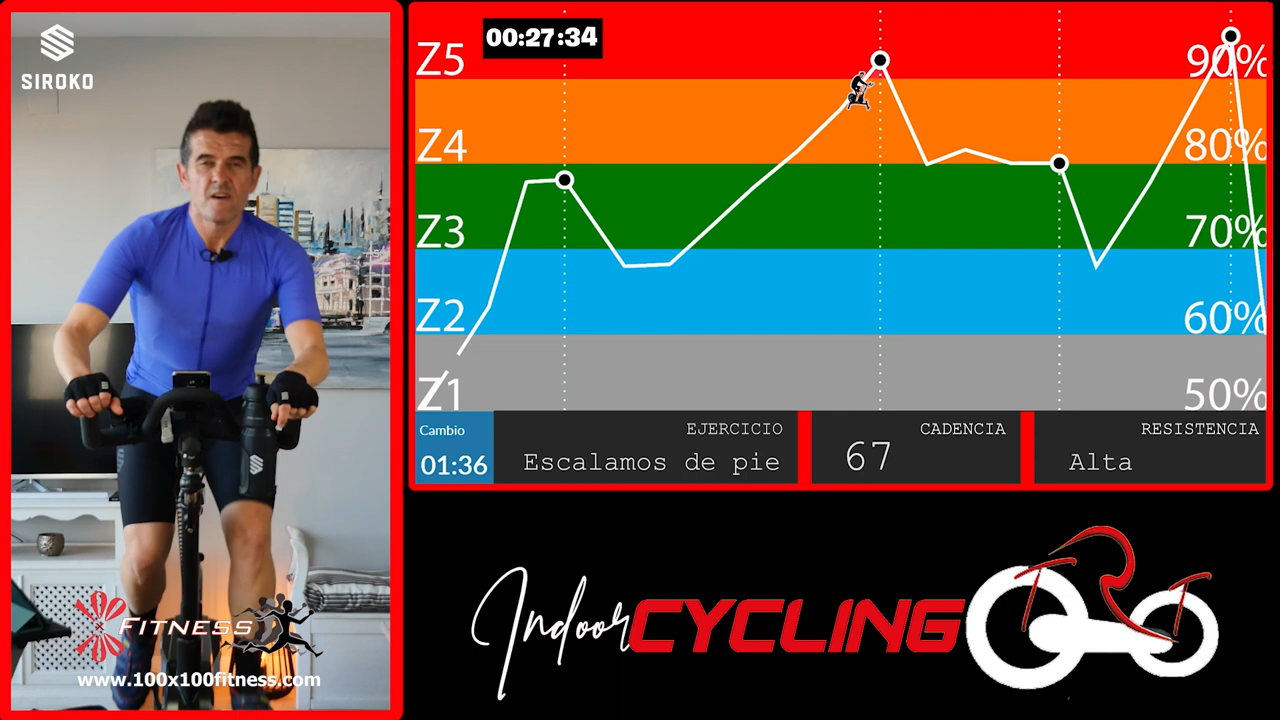 SIROKO
FITNESS
www.100x100fitness.com
00:27:34
Z5
90%
Z4
80%
Z3
70%
Z2
60%
Z1
50%
Cambio
01:36
EJERCICIO
Escalamos de pie
CADENCIA
67
RESISTENCIA
Alta
Indoor CYCLING
TRT